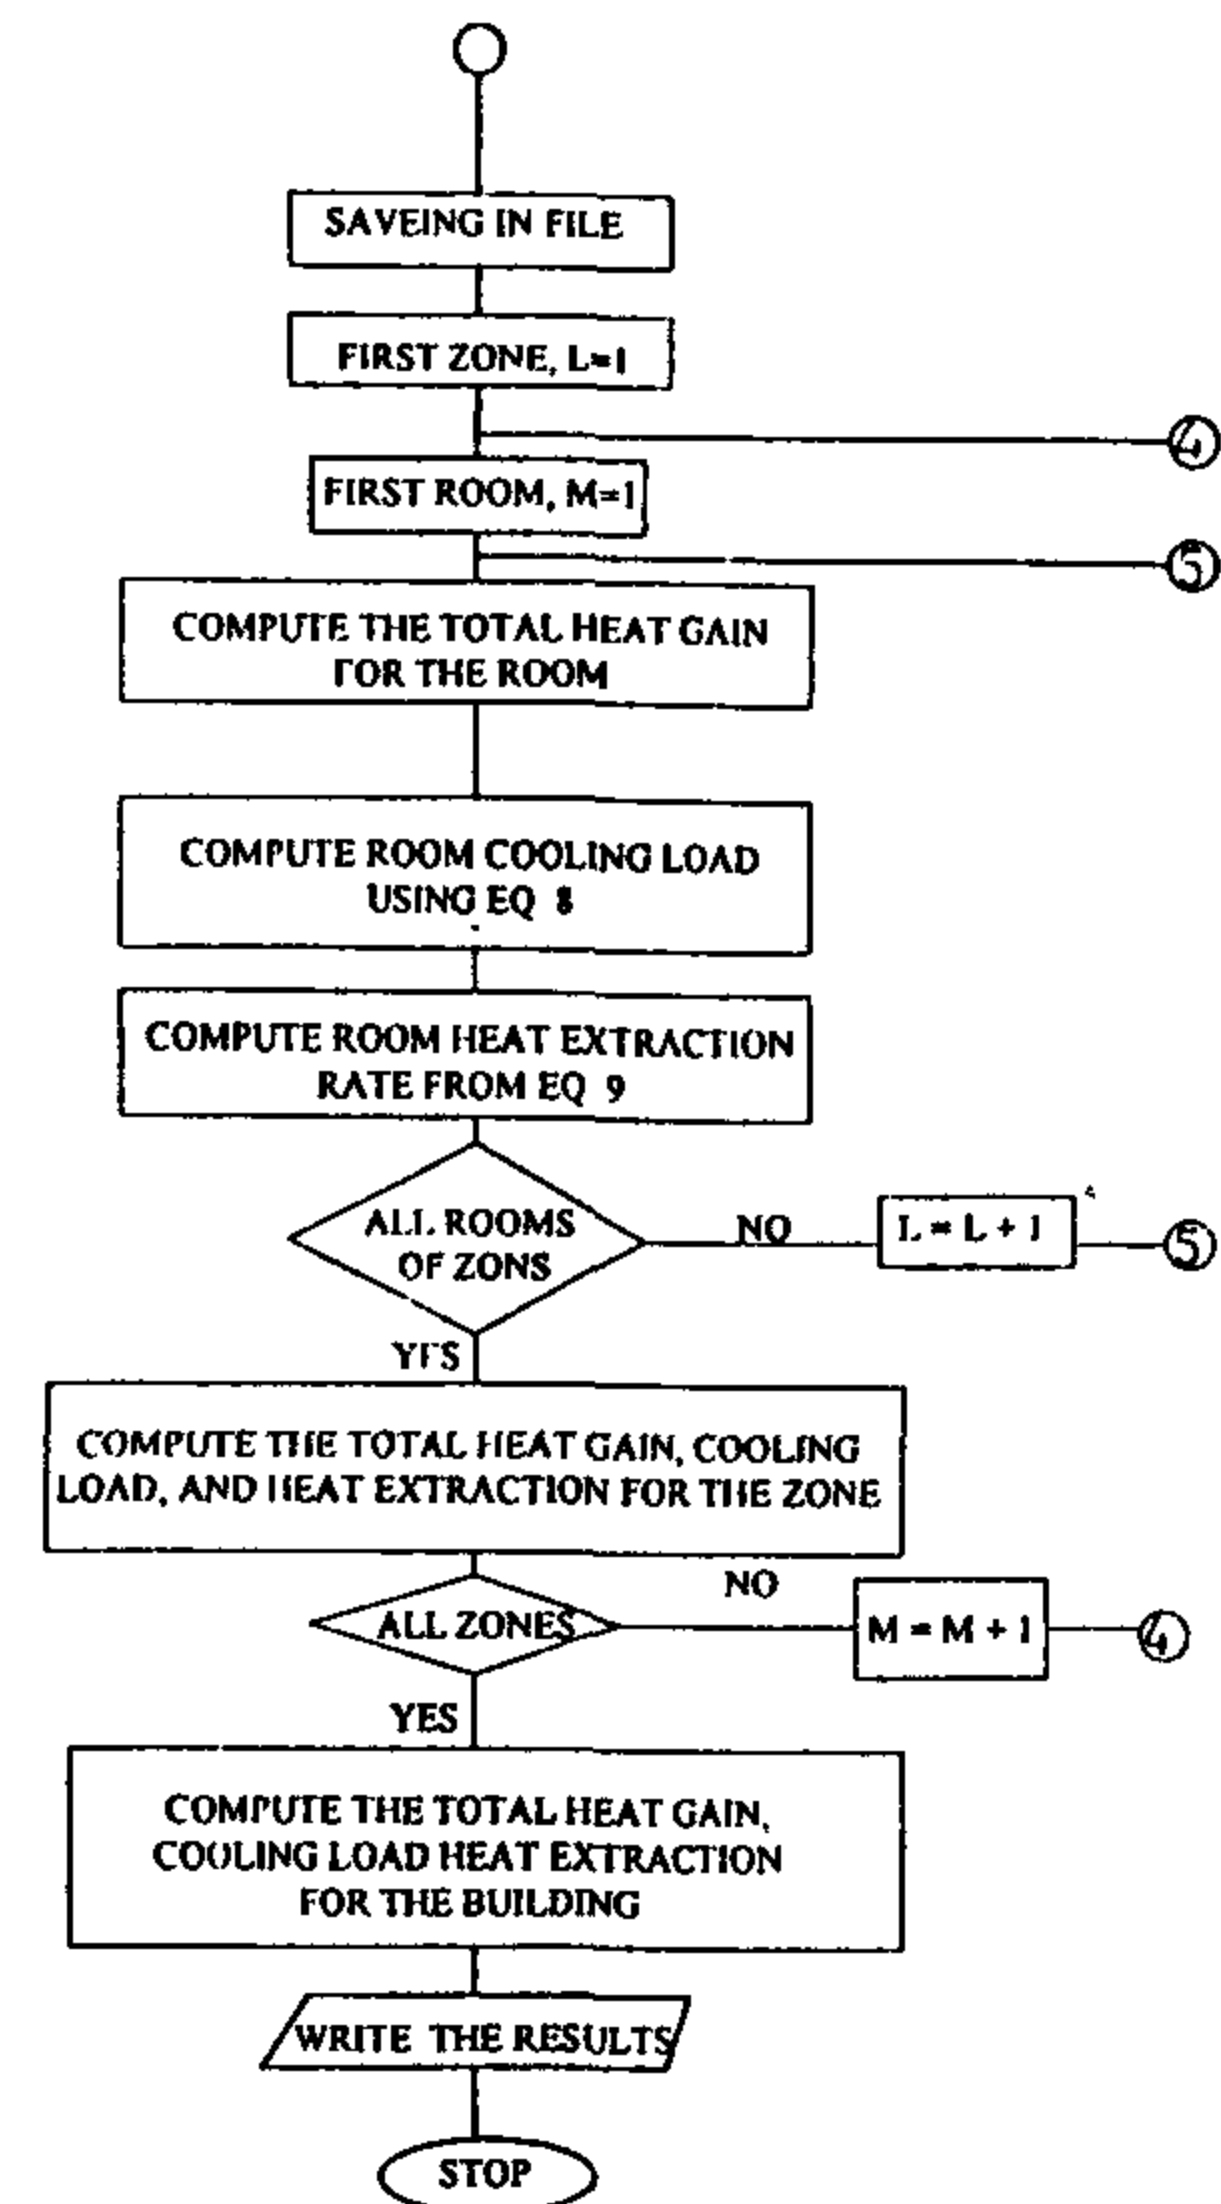 SAVEING IN FILE
FIRST ZONE, L=1
4
FIRST ROOM, M=1
5
COMPUTE THE TOTAL HEAT GAIN
FOR THE ROOM
COMPUTE ROOM COOLING LOAD
USING EQ 8
COMPUTE ROOM HEAT EXTRACTION
RATE FROM EQ 9
ALL ROOMS
OF ZONS
NO
L = L + 1
5
YES
COMPUTE THE TOTAL HEAT GAIN, COOLING
LOAD, AND HEAT EXTRACTION FOR THE ZONE
ALL ZONES
NO
M = M + 1
4
YES
COMPUTE THE TOTAL HEAT GAIN,
COOLING LOAD HEAT EXTRACTION
FOR THE BUILDING
WRITE THE RESULTS
STOP